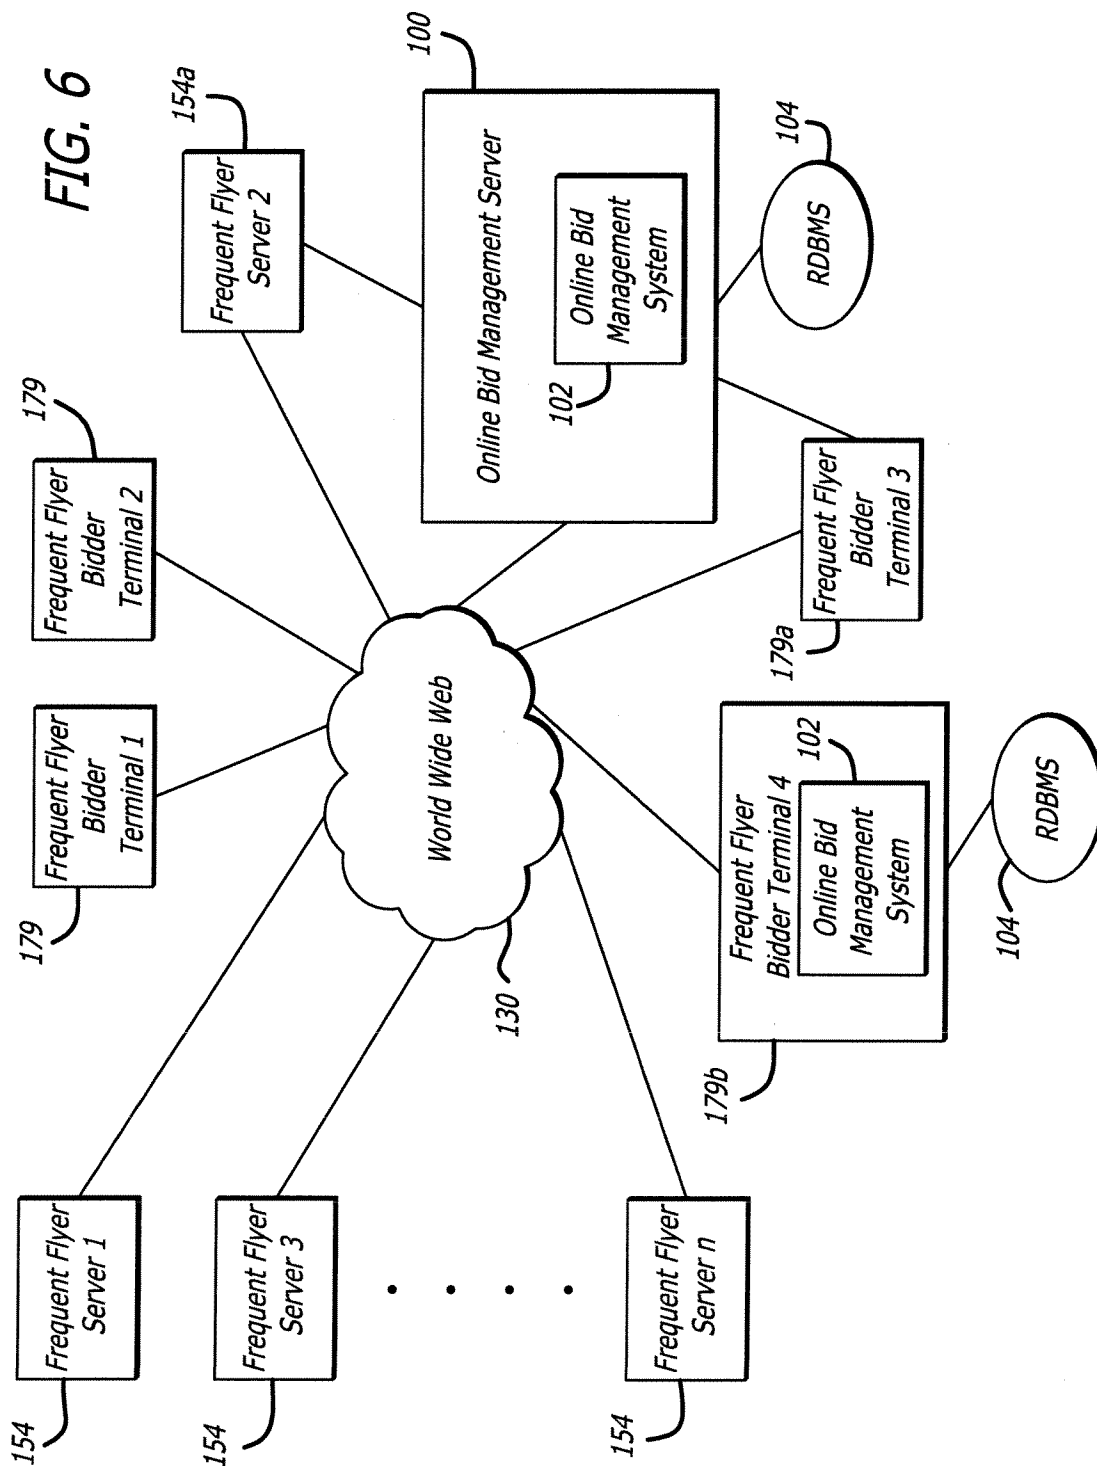 FIG. 6
154
Frequent Flyer
Server 1
154
Frequent Flyer
Server 3
154
Frequent Flyer
Server n
179
Frequent Flyer
Bidder
Terminal 1
179
Frequent Flyer
Bidder
Terminal 2
154a
Frequent Flyer
Server 2
World Wide Web
130
100
Online Bid Management Server
102
Online Bid
Management
System
104
RDBMS
179a
Frequent Flyer
Bidder
Terminal 3
179b
Frequent Flyer
Bidder Terminal 4
102
Online Bid
Management
System
104
RDBMS